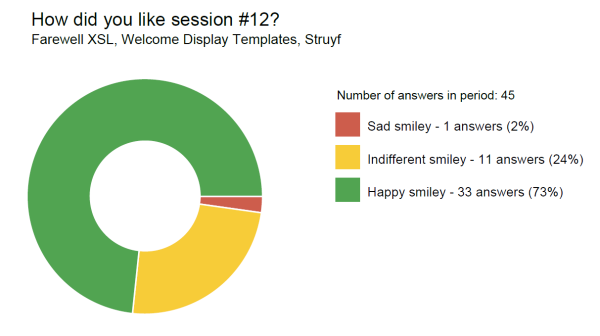 How did you like session #12?
Farewell XSL, Welcome Display Templates, Struyf
Number of answers in period: 45
Sad smiley - 1 answers (2%)
Indifferent smiley - 11 answers (24%)
Happy smiley - 33 answers (73%)